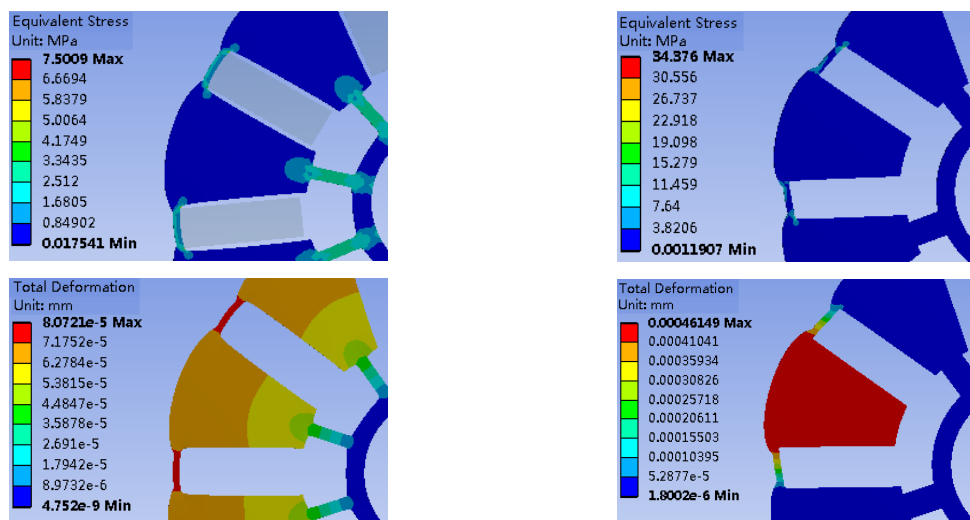 Equivalent Stress
Unit: MPa
7.5009 Max
6.6694
5.8379
5.0064
4.1749
3.3435
2.512
1.6805
0.84902
0.017541 Min
Equivalent Stress
Unit: MPa
34.376 Max
30.556
26.737
22.918
19.098
15.279
11.459
7.64
3.8206
0.0011907 Min
Total Deformation
Unit: mm
8.0721e-5 Max
7.1752e-5
6.2784e-5
5.3815e-5
4.4847e-5
3.5878e-5
2.691e-5
1.7942e-5
8.9732e-6
4.752e-9 Min
Total Deformation
Unit: mm
0.00046149 Max
0.00041041
0.00035934
0.00030826
0.00025718
0.00020611
0.00015503
0.00010395
5.2877e-5
1.8002e-6 Min